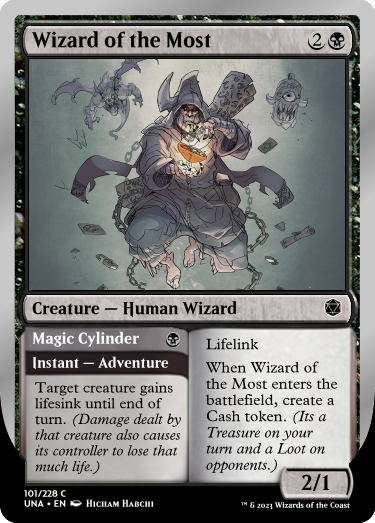 Wizard of the Most 2
Creature — Human Wizard
Magic Cylinder
Instant — Adventure
Target creature gains
lifesink until end of
turn. (Damage dealt by
that creature also causes
its controller to lose that
much life.)
Lifelink
When Wizard of
the Most enters the
battlefield, create a
Cash token. (Its a
Treasure on your
turn and a Loot on
opponents.)
2/1
101/228 C
UNA • EN Hicham Habchi
™ & 2023 Wizards of the Coast